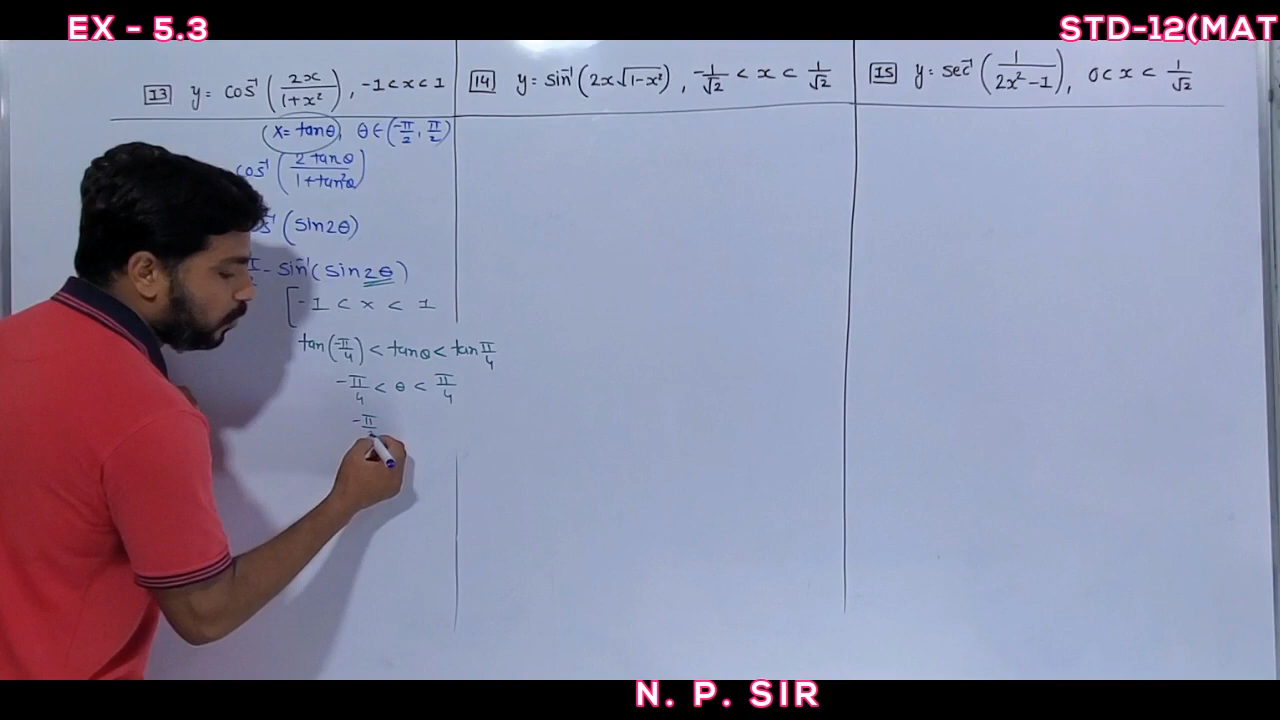 EX - 5.3
STD-12(MAT
13 y = cos⁻¹ (2x / 1+x²), -1 < x < 1
(x = tanθ, θ ∈ (-π/2, π/2)
cos⁻¹ (2 tanθ / 1+tan²θ)
(sin2θ)
- sin⁻¹ (sin2θ)
[-1 < x < 1
tan(-π/4) < tanθ < tan π/4
-π/4 < θ < π/4
-π
14 y = sin⁻¹ (2x√1-x²), -1/√2 < x < 1/√2
15 y = sec⁻¹ (1 / 2x²-1), 0 < x < 1/√2
N. P. SIR